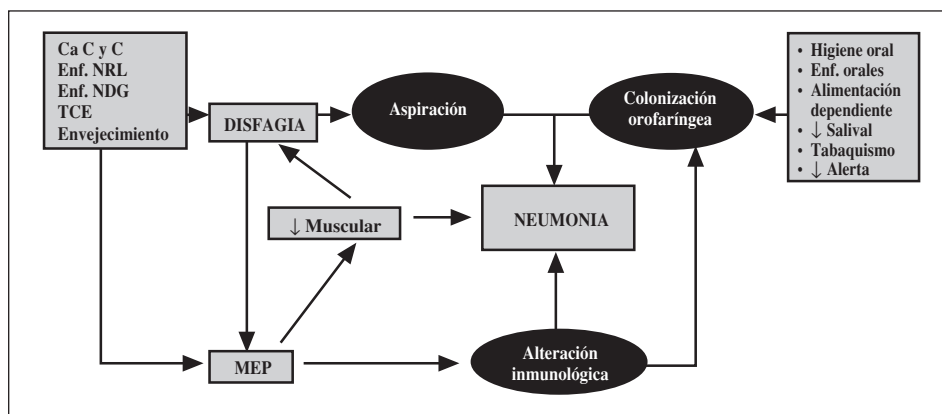 Ca C y C
Enf. NRL
Enf. NDG
TCE
Envejecimiento
DISFAGIA
Aspiración
Colonización
orofaríngea
• Higiene oral
• Enf. orales
• Alimentación
dependiente
• ↓ Salival
• Tabaquismo
• ↓ Alerta
↓ Muscular
NEUMONIA
MEP
Alteración
inmunológica